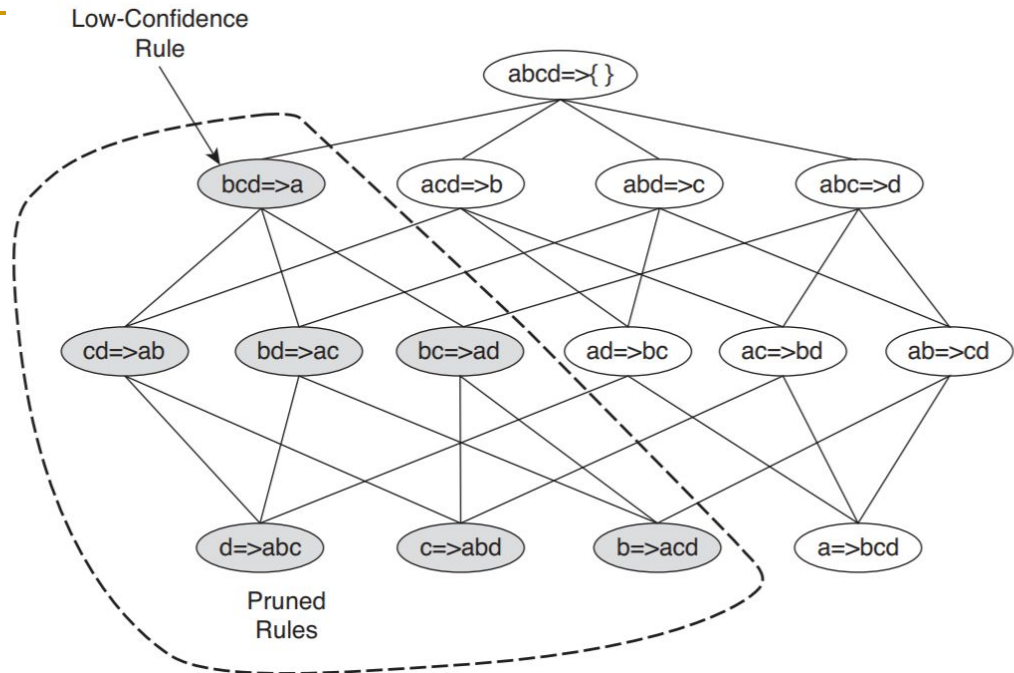 Low-Confidence
Rule
abcd=>{ }
bcd=>a
acd=>b
abd=>c
abc=>d
cd=>ab
bd=>ac
bc=>ad
ad=>bc
ac=>bd
ab=>cd
d=>abc
c=>abd
b=>acd
a=>bcd
Pruned
Rules